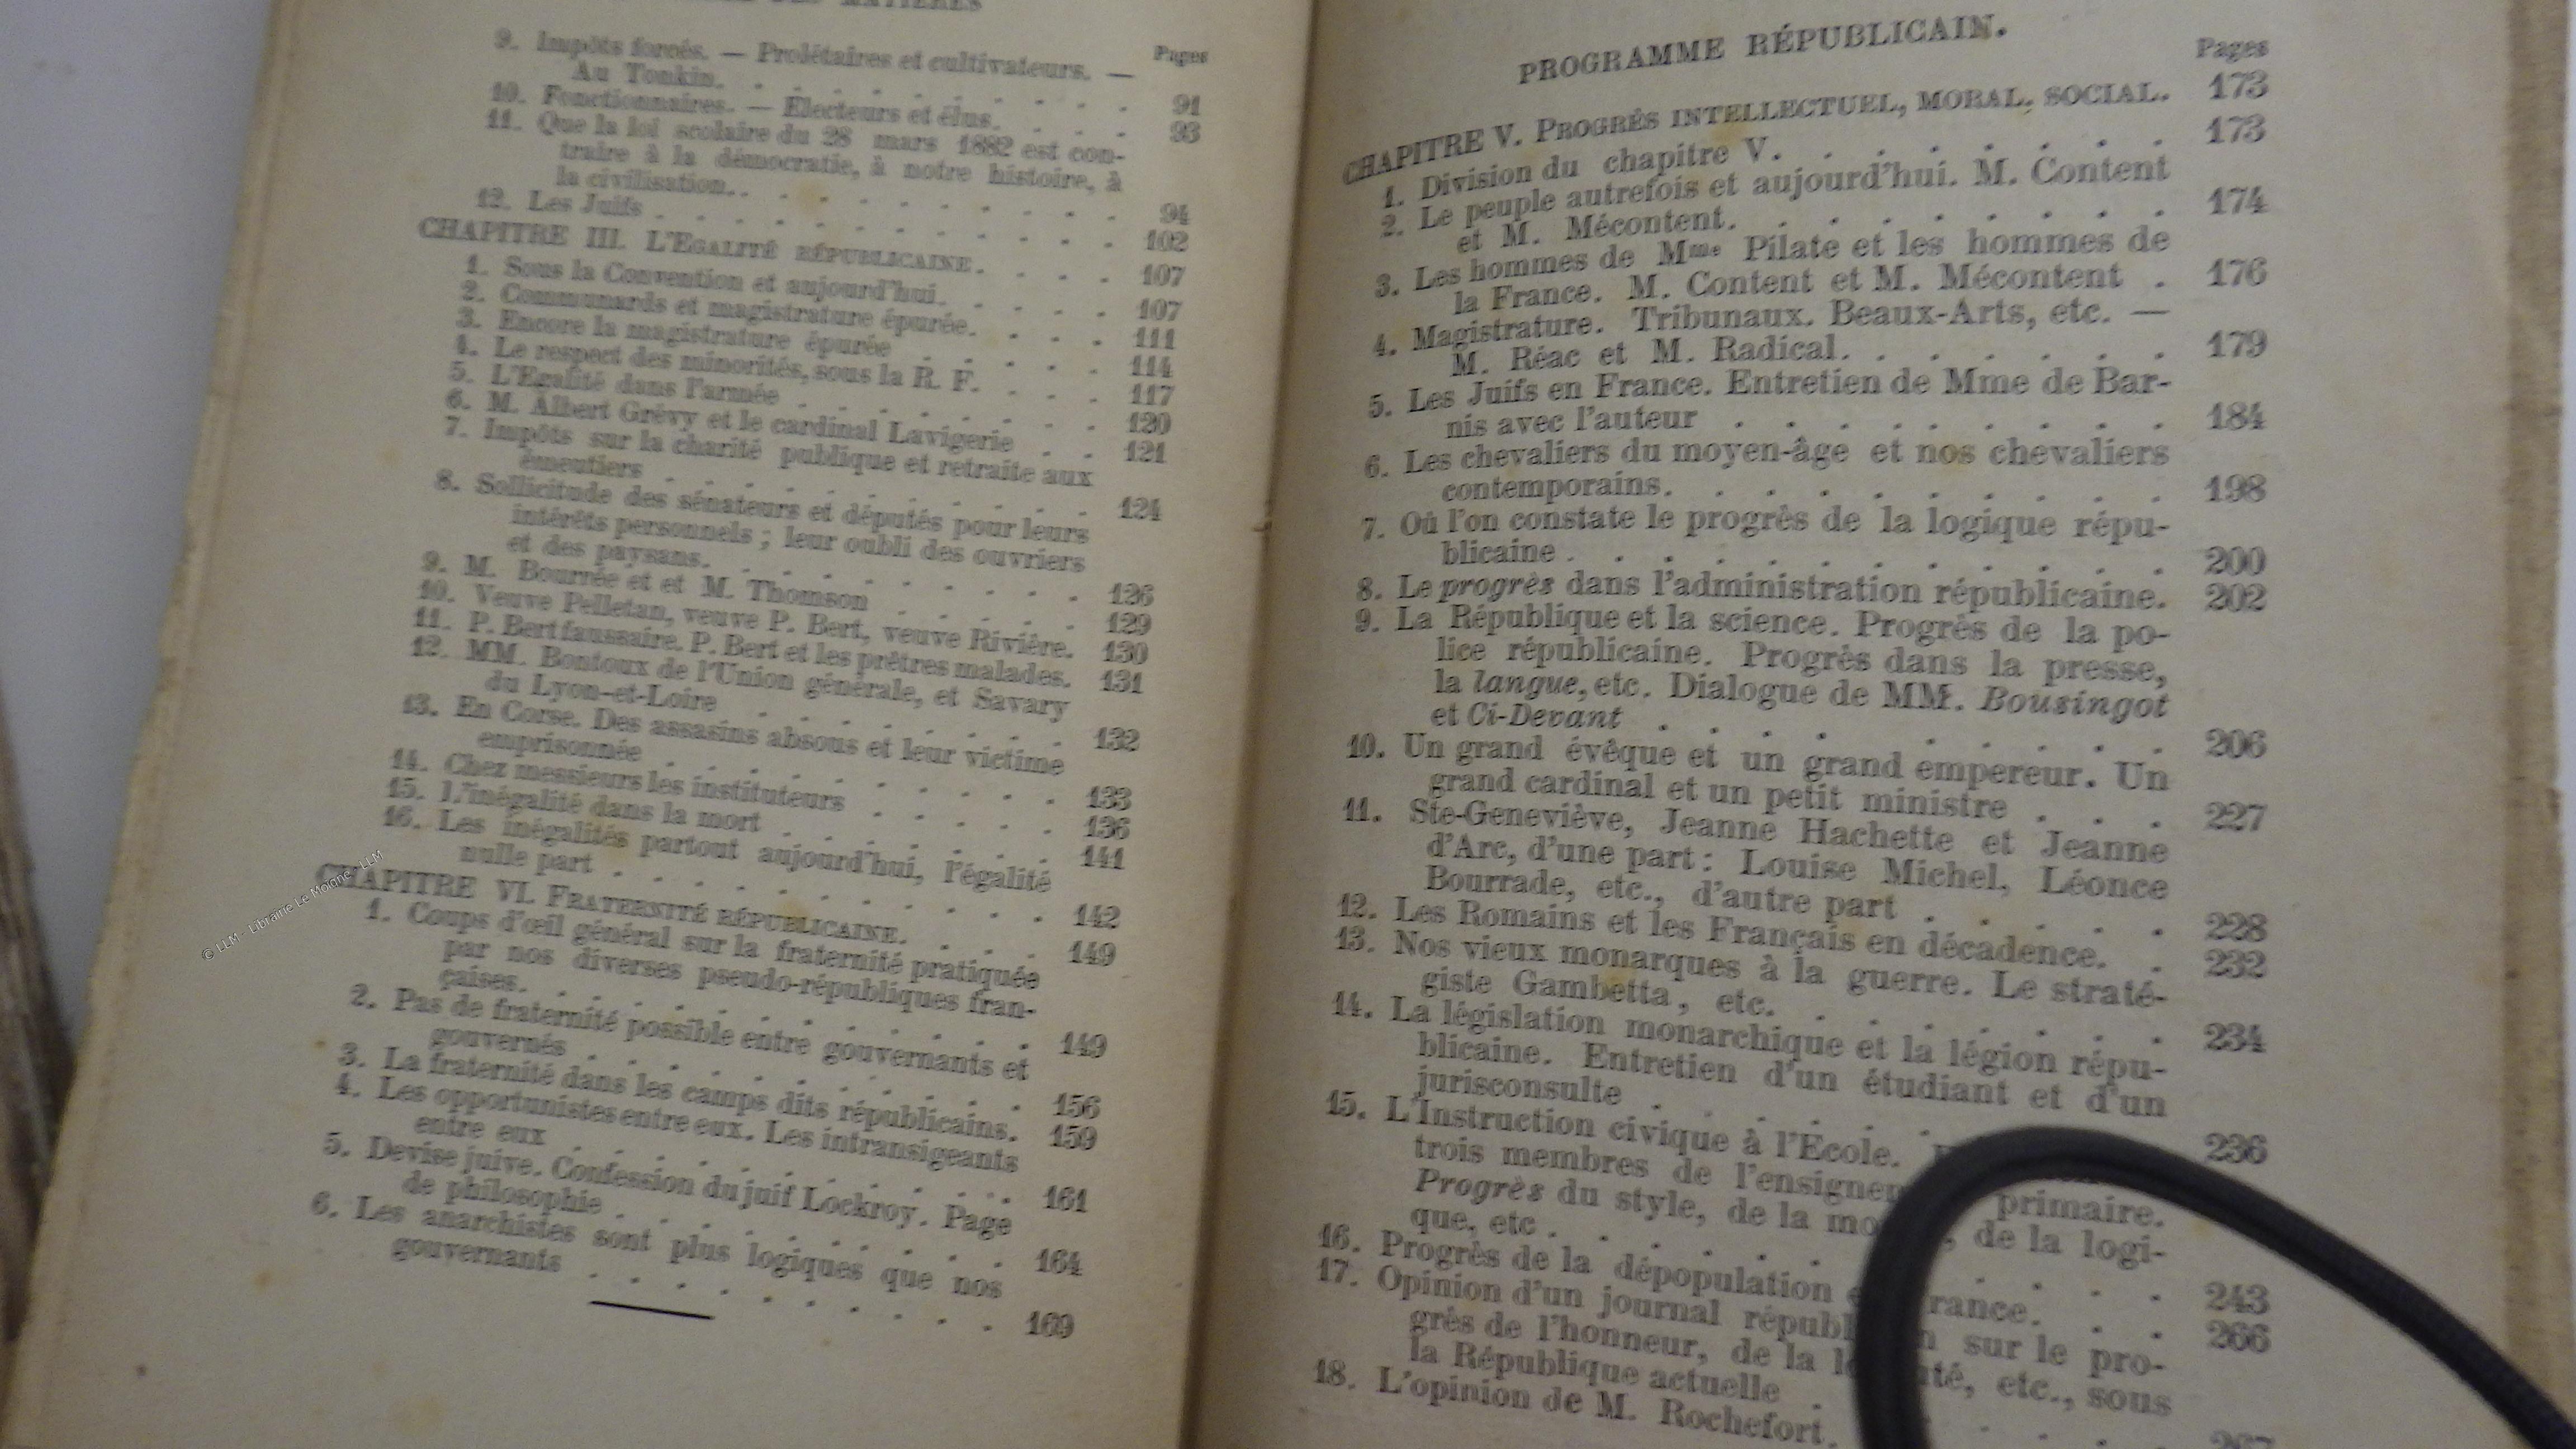 MATIÈRES
Pages
9. Impôts forcés. — Prolétaires et cultivateurs. —
Au Tonkin. 91
10. Fonctionnaires. — Électeurs et élus. 93
11. Que la loi scolaire du 28 mars 1882 est con-
traire à la démocratie, à notre histoire, à
la civilisation. 94
12. Les Juifs 102
CHAPITRE III. L'EGALITÉ RÉPUBLICAINE. 107
1. Sous la Convention et aujourd'hui. 107
2. Communards et magistrature épurée. 111
3. Encore la magistrature épurée 114
4. Le respect des minorités, sous la R. F. 117
5. L'Egalité dans l'armée 120
6. M. Albert Grévy et le cardinal Lavigerie 121
7. Impôts sur la charité publique et retraite aux
émeutiers 124
8. Sollicitude des sénateurs et députés pour leurs
intérêts personnels ; leur oubli des ouvriers
et des paysans. 126
9. M. Bourrée et et M. Thomson 129
10. Veuve Pelletan, veuve P. Bert, veuve Rivière. 130
11. P. Bert faussaire. P. Bert et les prêtres malades. 131
12. MM. Bontoux de l'Union générale, et Savary
du Lyon-et-Loire 132
13. En Corse. Des assasins absous et leur victime
emprisonnée 133
14. Chez messieurs les instituteurs 136
15. L'inégalité dans la mort 141
16. Les inégalités partout aujourd'hui, l'égalité
nulle part 142
CHAPITRE VI. FRATERNITÉ RÉPUBLICAINE. 149
1. Coups d'œil général sur la fraternité pratiquée
par nos diverses pseudo-républiques fran-
çaises. 149
2. Pas de fraternité possible entre gouvernants et
gouvernés 156
3. La fraternité dans les camps dits républicains. 159
4. Les opportunistes entre eux. Les intransigeants
entre eux 161
5. Devise juive. Confession du juif Lockroy. Page
de philosophie 164
6. Les anarchistes sont plus logiques que nos
gouvernants 169
© LLM - Librairie Le Moigne - LLM
PROGRAMME RÉPUBLICAIN.
Pages
CHAPITRE V. PROGRÈS INTELLECTUEL, MORAL, SOCIAL. 173
1. Division du chapitre V. 173
2. Le peuple autrefois et aujourd'hui. M. Content
et M. Mécontent. 174
3. Les hommes de Mme Pilate et les hommes de
la France. M. Content et M. Mécontent 176
4. Magistrature. Tribunaux. Beaux-Arts, etc. —
M. Réac et M. Radical. 179
5. Les Juifs en France. Entretien de Mme de Bar-
nis avec l'auteur 184
6. Les chevaliers du moyen-âge et nos chevaliers
contemporains. 198
7. Où l'on constate le progrès de la logique répu-
blicaine 200
8. Le progrès dans l'administration républicaine. 202
9. La République et la science. Progrès de la po-
lice républicaine. Progrès dans la presse,
la langue, etc. Dialogue de MM. Bousingot
et Ci-Devant 206
10. Un grand évêque et un grand empereur. Un
grand cardinal et un petit ministre 227
11. Ste-Geneviève, Jeanne Hachette et Jeanne
d'Arc, d'une part : Louise Michel, Léonce
Bourrade, etc., d'autre part 228
12. Les Romains et les Français en décadence. 232
13. Nos vieux monarques à la guerre. Le straté-
giste Gambetta, etc. 234
14. La législation monarchique et la légion répu-
blicaine. Entretien d'un étudiant et d'un
jurisconsulte 236
15. L'Instruction civique à l'École.
trois membres de l'enseignem primaire.
Progrès du style, de la mo , de la logi-
que, etc. 243
16. Progrès de la dépopulation rance. 266
17. Opinion d'un journal républ n sur le pro-
grès de l'honneur, de la l té, etc., sous
la République actuelle
18. L'opinion de M. Rochefort.